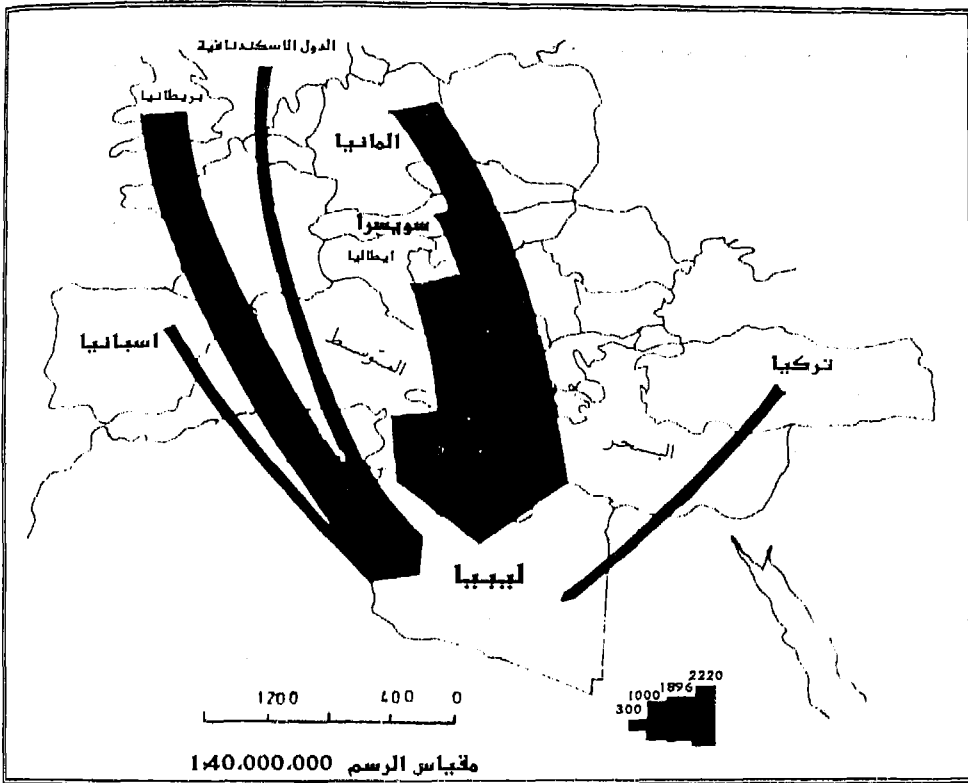 الدول الاسكندنافية
بريطانيا
المانيا
سويسرا
ايطاليا
اسبانيا
المتوسط
تركيا
البحر
ليبيا
2220
1896
1000
300
1200 400 0
مقياس الرسم 1:40.000.000